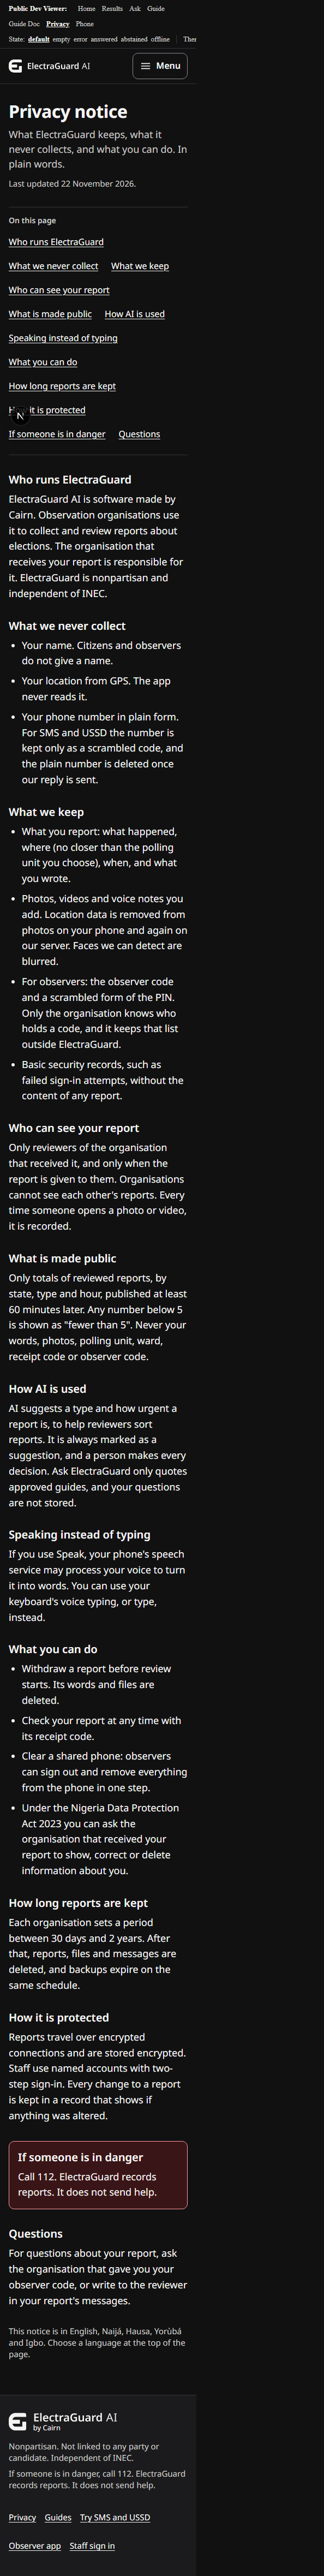 Public Dev Viewer: Home Results Ask Guide
Guide Doc Privacy Phone
State: default empty error answered abstained offline
ElectraGuard AI
Menu
Privacy notice
What ElectraGuard keeps, what it
never collects, and what you can do. In
plain words.
Last updated 22 November 2026.
On this page
Who runs ElectraGuard
What we never collect What we keep
Who can see your report
What is made public How AI is used
Speaking instead of typing
What you can do
How long reports are kept
N
it is protected
If someone is in danger Questions
Who runs ElectraGuard
ElectraGuard AI is software made by
Cairn. Observation organisations use
it to collect and review reports about
elections. The organisation that
receives your report is responsible for
it. ElectraGuard is nonpartisan and
independent of INEC.
What we never collect
• Your name. Citizens and observers
do not give a name.
• Your location from GPS. The app
never reads it.
• Your phone number in plain form.
For SMS and USSD the number is
kept only as a scrambled code, and
the plain number is deleted once
our reply is sent.
What we keep
• What you report: what happened,
where (no closer than the polling
unit you choose), when, and what
you wrote.
• Photos, videos and voice notes you
add. Location data is removed from
photos on your phone and again on
our server. Faces we can detect are
blurred.
• For observers: the observer code
and a scrambled form of the PIN.
Only the organisation knows who
holds a code, and it keeps that list
outside ElectraGuard.
• Basic security records, such as
failed sign-in attempts, without the
content of any report.
Who can see your report
Only reviewers of the organisation
that received it, and only when the
report is given to them. Organisations
cannot see each other's reports. Every
time someone opens a photo or video,
it is recorded.
What is made public
Only totals of reviewed reports, by
state, type and hour, published at least
60 minutes later. Any number below 5
is shown as "fewer than 5". Never your
words, photos, polling unit, ward,
receipt code or observer code.
How AI is used
AI suggests a type and how urgent a
report is, to help reviewers sort
reports. It is always marked as a
suggestion, and a person makes every
decision. Ask ElectraGuard only quotes
approved guides, and your questions
are not stored.
Speaking instead of typing
If you use Speak, your phone's speech
service may process your voice to turn
it into words. You can use your
keyboard's voice typing, or type,
instead.
What you can do
• Withdraw a report before review
starts. Its words and files are
deleted.
• Check your report at any time with
its receipt code.
• Clear a shared phone: observers
can sign out and remove everything
from the phone in one step.
• Under the Nigeria Data Protection
Act 2023 you can ask the
organisation that received your
report to show, correct or delete
information about you.
How long reports are kept
Each organisation sets a period
between 30 days and 2 years. After
that, reports, files and messages are
deleted, and backups expire on the
same schedule.
How it is protected
Reports travel over encrypted
connections and are stored encrypted.
Staff use named accounts with two-
step sign-in. Every change to a report
is kept in a record that shows if
anything was altered.
If someone is in danger
Call 112. ElectraGuard records
reports. It does not send help.
Questions
For questions about your report, ask
the organisation that gave you your
observer code, or write to the reviewer
in your report's messages.
This notice is in English, Naijá, Hausa, Yorùbá
and Igbo. Choose a language at the top of the
page.
ElectraGuard AI
by Cairn
Nonpartisan. Not linked to any party or
candidate. Independent of INEC.
If someone is in danger, call 112. ElectraGuard
records reports. It does not send help.
Privacy Guides Try SMS and USSD
Observer app Staff sign in